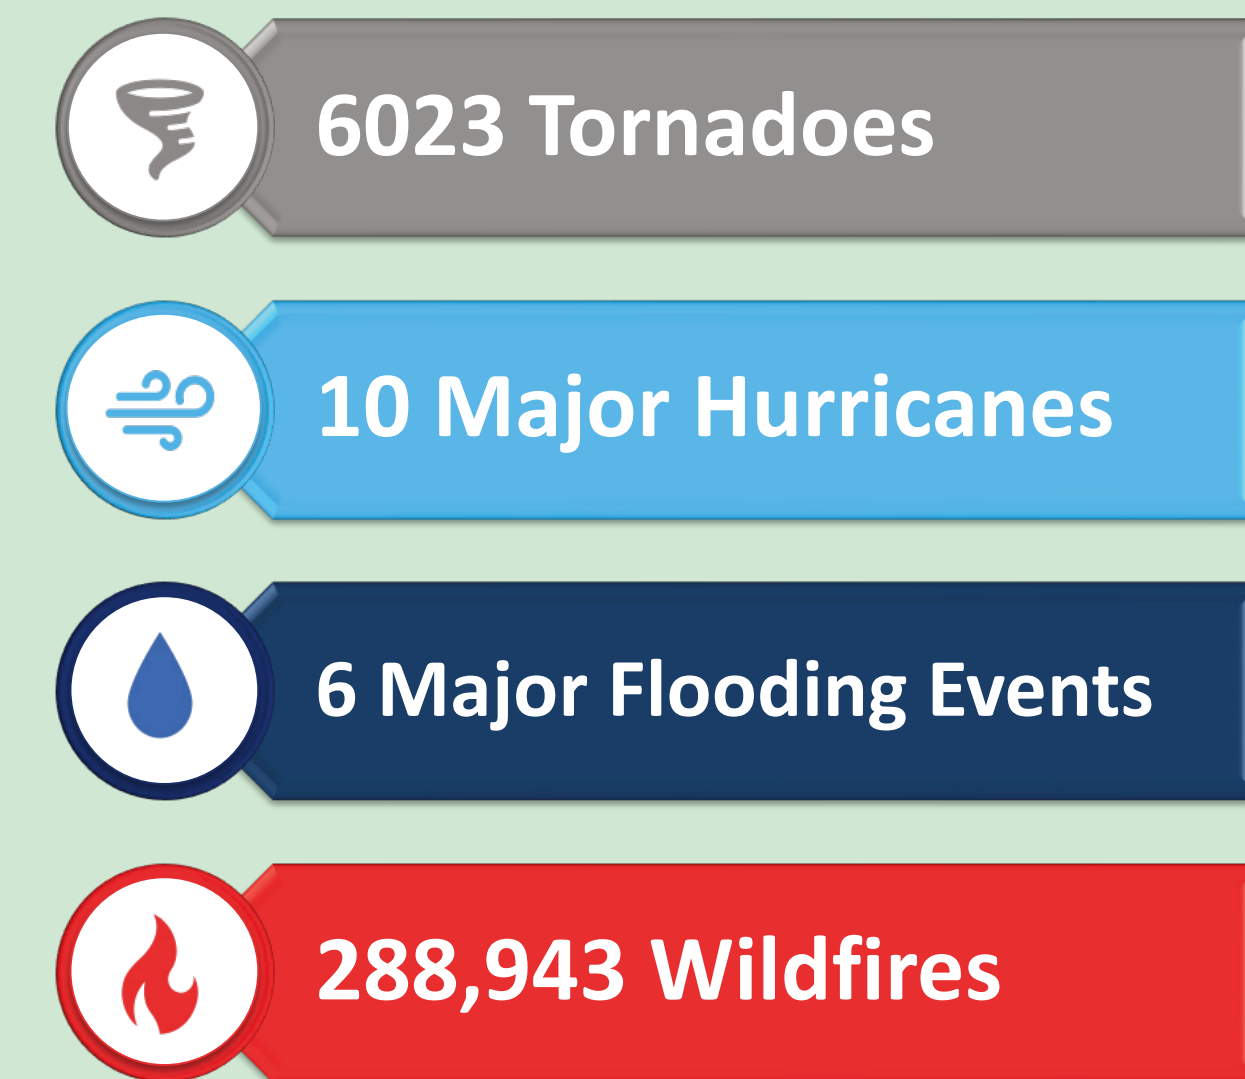 6023 Tornadoes
10 Major Hurricanes
6 Major Flooding Events
288,943 Wildfires